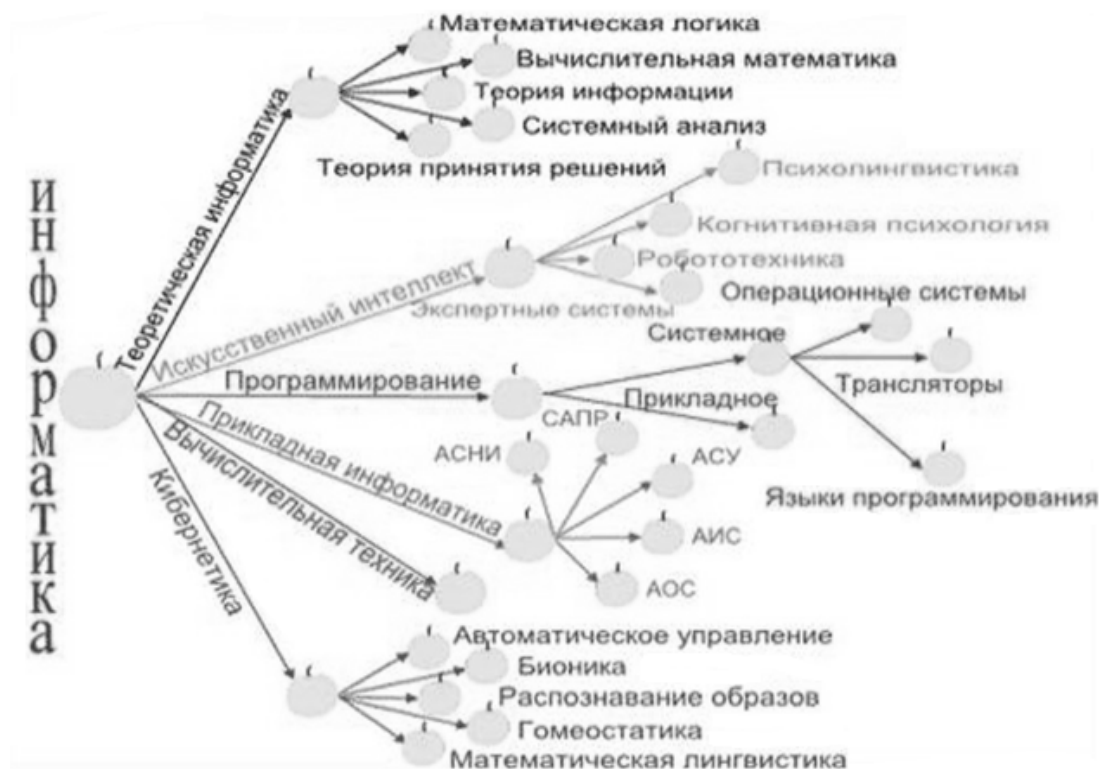 ИНФОРМАТИКА
Теоретическая информатика
Математическая логика
Вычислительная математика
Теория информации
Системный анализ
Теория принятия решений
Искусственный интеллект
Психолингвистика
Когнитивная психология
Робототехника
Экспертные системы
Программирование
Системное
Операционные системы
Трансляторы
Языки программирования
Прикладное
Прикладная информатика
САПР
АСНИ
АСУ
АИС
АОС
Вычислительная техника
Кибернетика
Автоматическое управление
Бионика
Распознавание образов
Гомеостатика
Математическая лингвистика